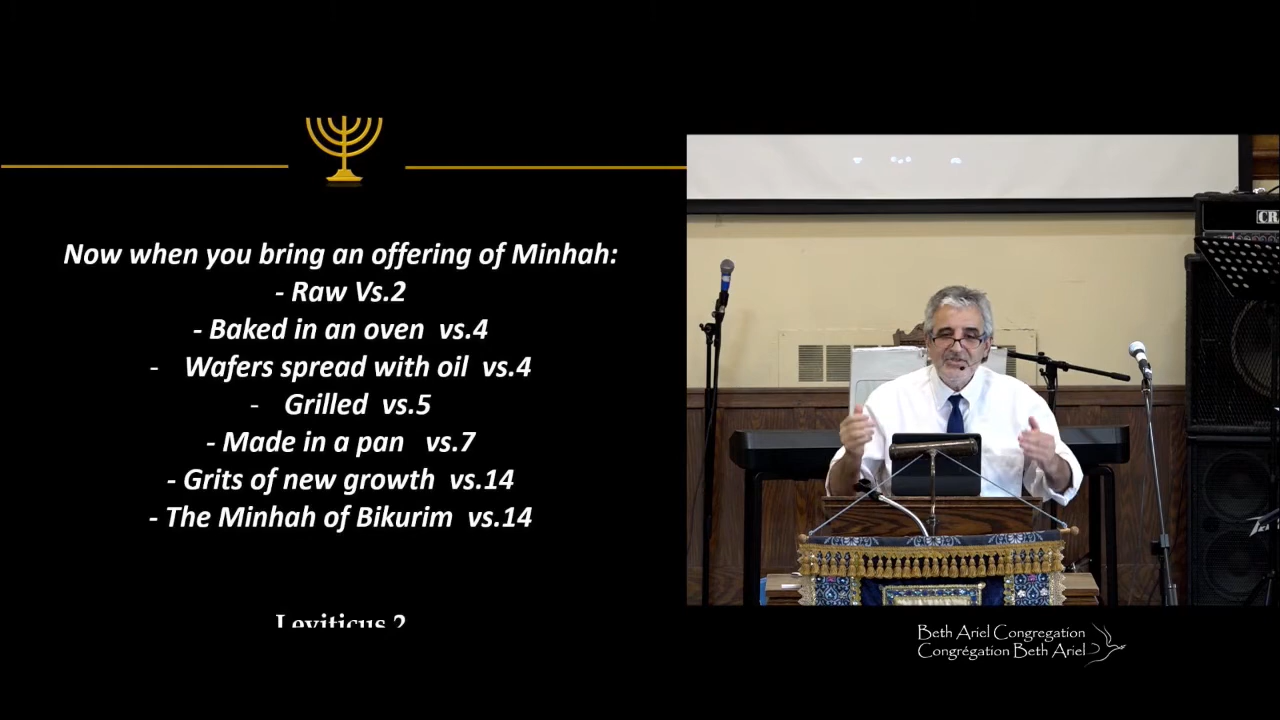 Now when you bring an offering of Minhah:
- Raw Vs.2
- Baked in an oven vs.4
- Wafers spread with oil vs.4
- Grilled vs.5
- Made in a pan vs.7
- Grits of new growth vs.14
- The Minhah of Bikurim vs.14
Leviticus 2
CR
Beth Ariel Congregation
Congrégation Beth Ariel